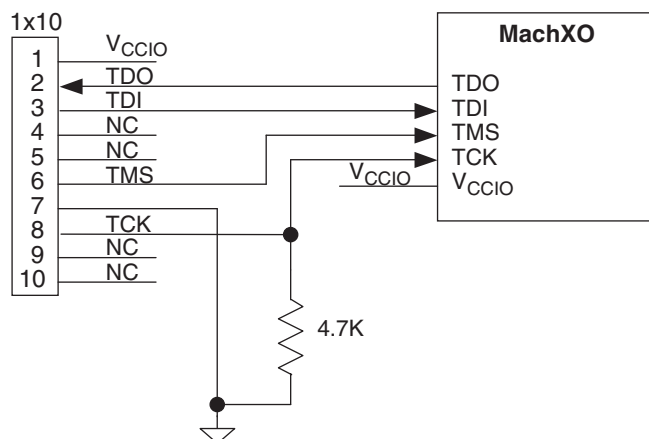 1x10
MachXO
1 VCCIO
2 TDO
3 TDI
4 NC
5 NC
6 TMS
7
8 TCK
9 NC
10 NC
TDO
TDI
TMS
TCK
VCCIO VCCIO
4.7K